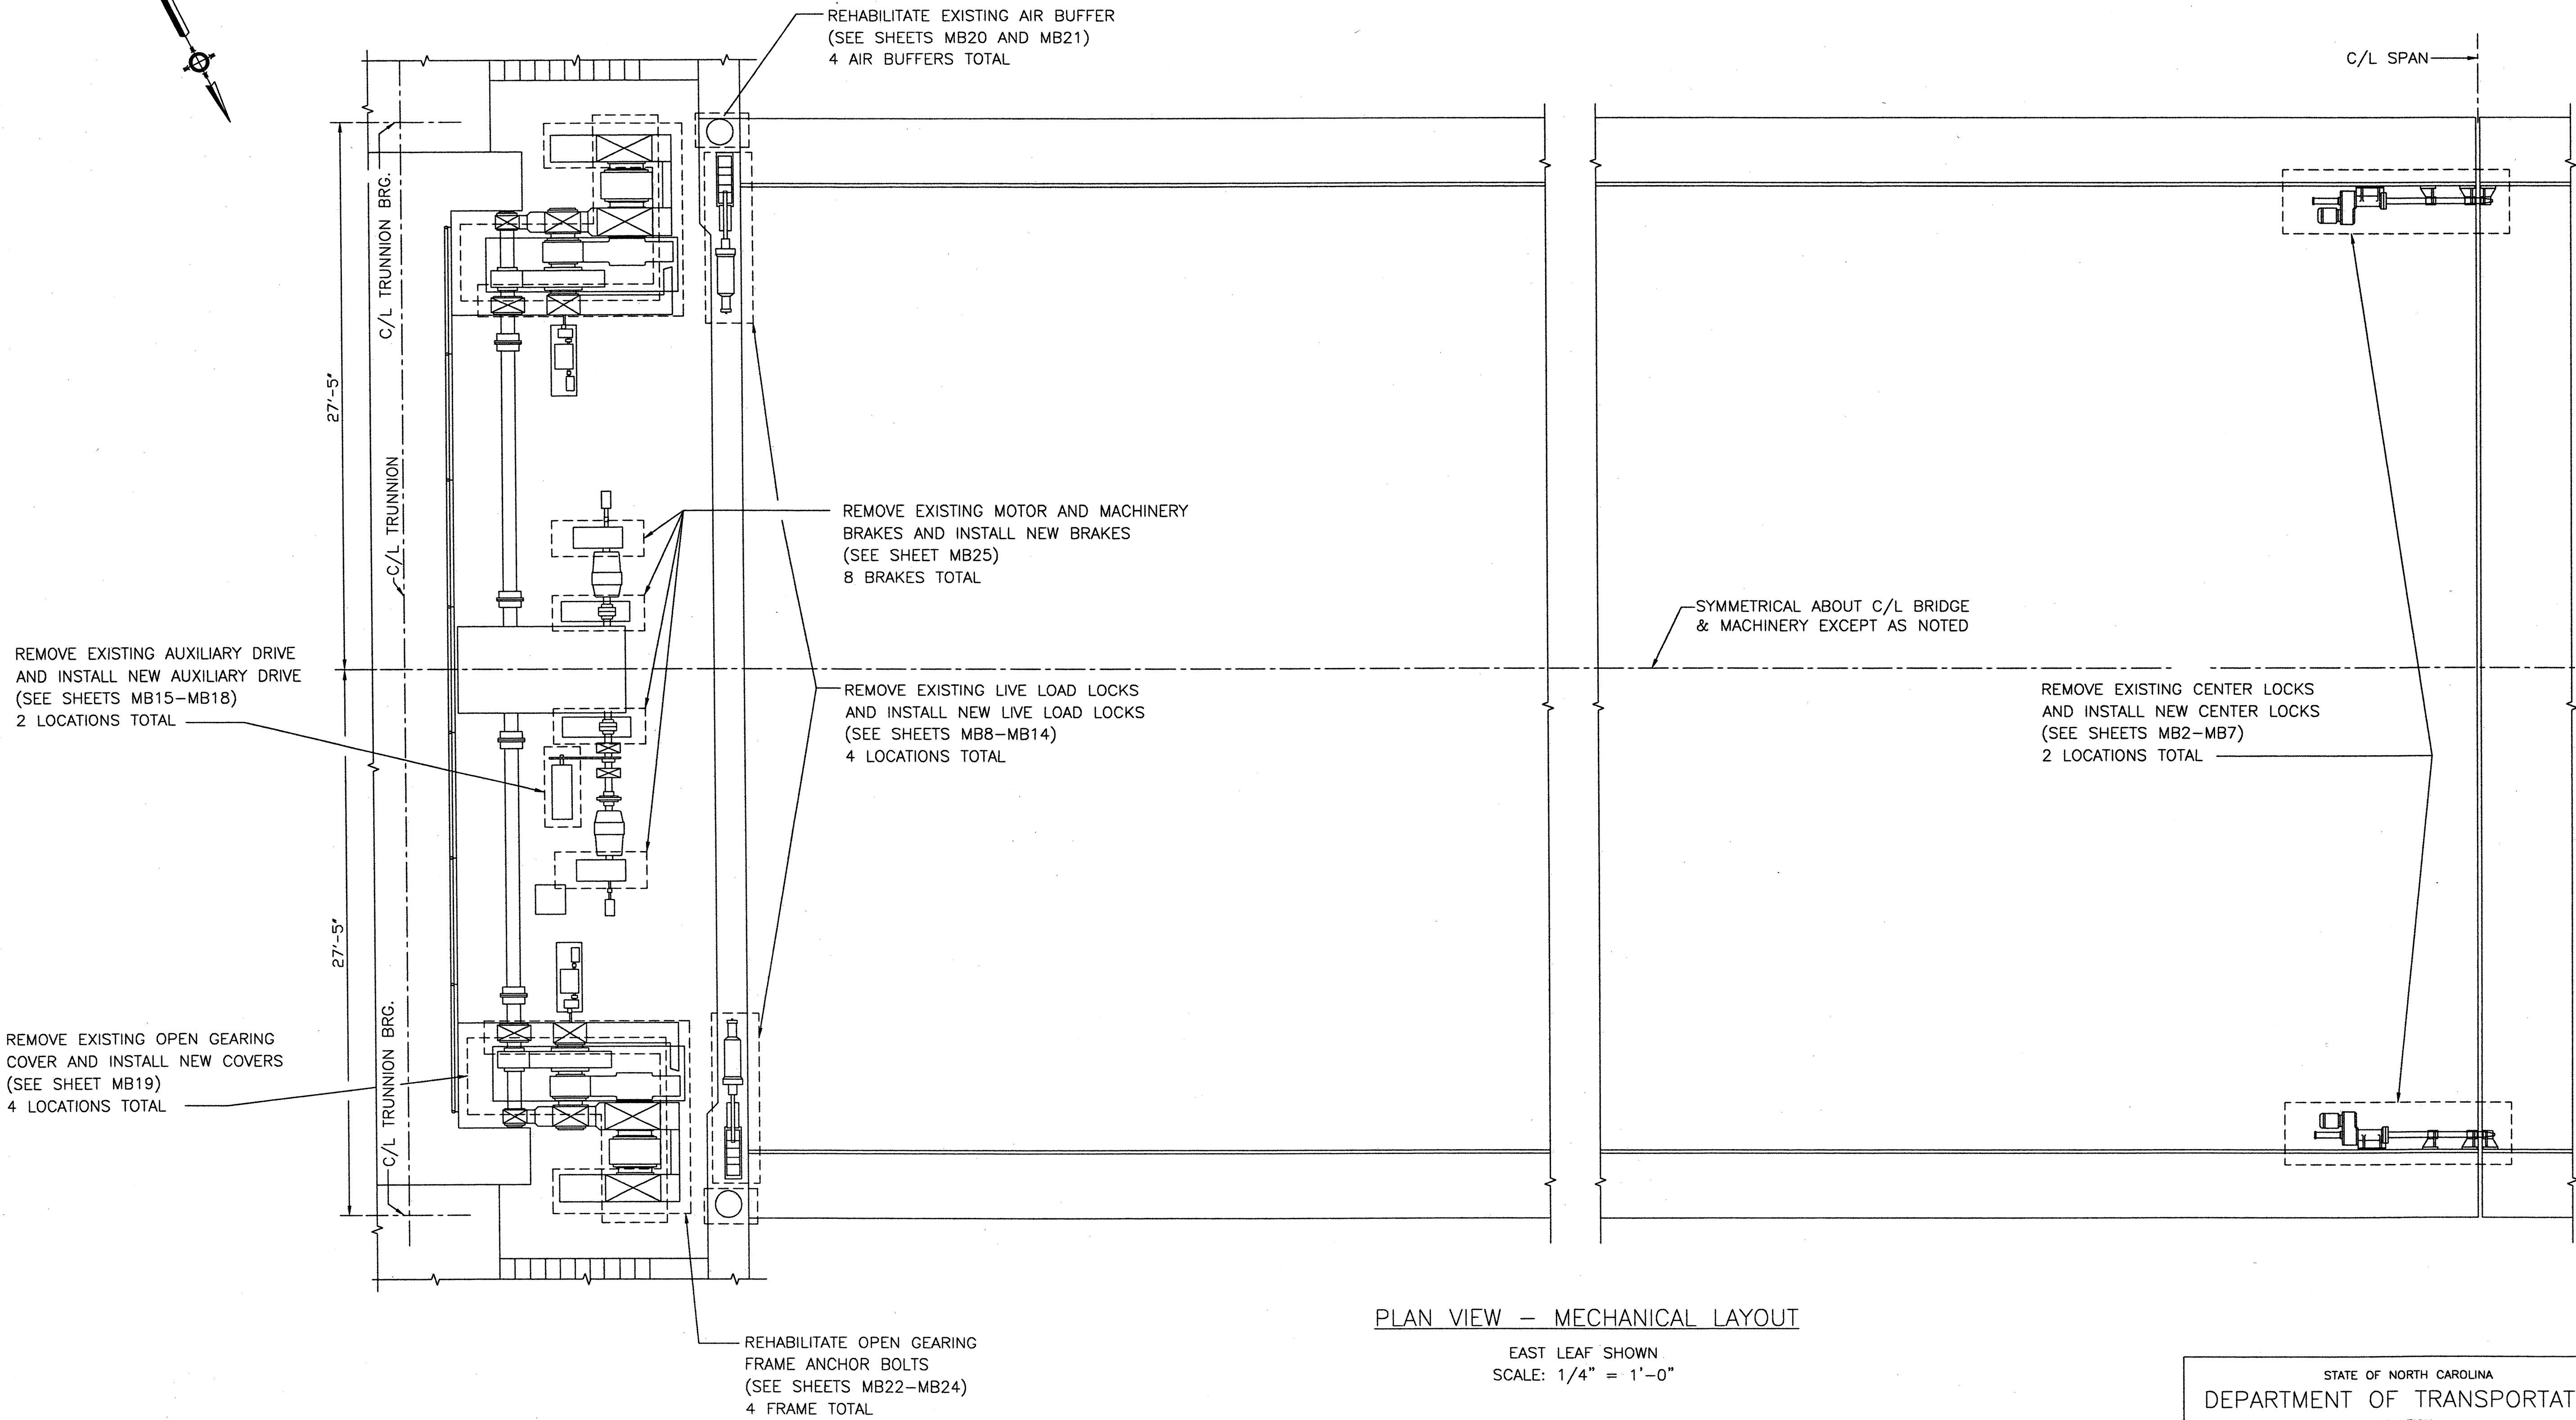 REHABILITATE EXISTING AIR BUFFER
(SEE SHEETS MB20 AND MB21)
4 AIR BUFFERS TOTAL
C/L SPAN
C/L TRUNNION BRG.
27'-5"
C/L TRUNNION
REMOVE EXISTING MOTOR AND MACHINERY
BRAKES AND INSTALL NEW BRAKES
(SEE SHEET MB25)
8 BRAKES TOTAL
SYMMETRICAL ABOUT C/L BRIDGE
& MACHINERY EXCEPT AS NOTED
REMOVE EXISTING AUXILIARY DRIVE
AND INSTALL NEW AUXILIARY DRIVE
(SEE SHEETS MB15-MB18)
2 LOCATIONS TOTAL
REMOVE EXISTING LIVE LOAD LOCKS
AND INSTALL NEW LIVE LOAD LOCKS
(SEE SHEETS MB8-MB14)
4 LOCATIONS TOTAL
REMOVE EXISTING CENTER LOCKS
AND INSTALL NEW CENTER LOCKS
(SEE SHEETS MB2-MB7)
2 LOCATIONS TOTAL
27'-5"
C/L TRUNNION BRG.
REMOVE EXISTING OPEN GEARING
COVER AND INSTALL NEW COVERS
(SEE SHEET MB19)
4 LOCATIONS TOTAL
REHABILITATE OPEN GEARING
FRAME ANCHOR BOLTS
(SEE SHEETS MB22-MB24)
4 FRAME TOTAL
PLAN VIEW - MECHANICAL LAYOUT
EAST LEAF SHOWN
SCALE: 1/4" = 1'-0"
STATE OF NORTH CAROLINA
DEPARTMENT OF TRANSPORTAT